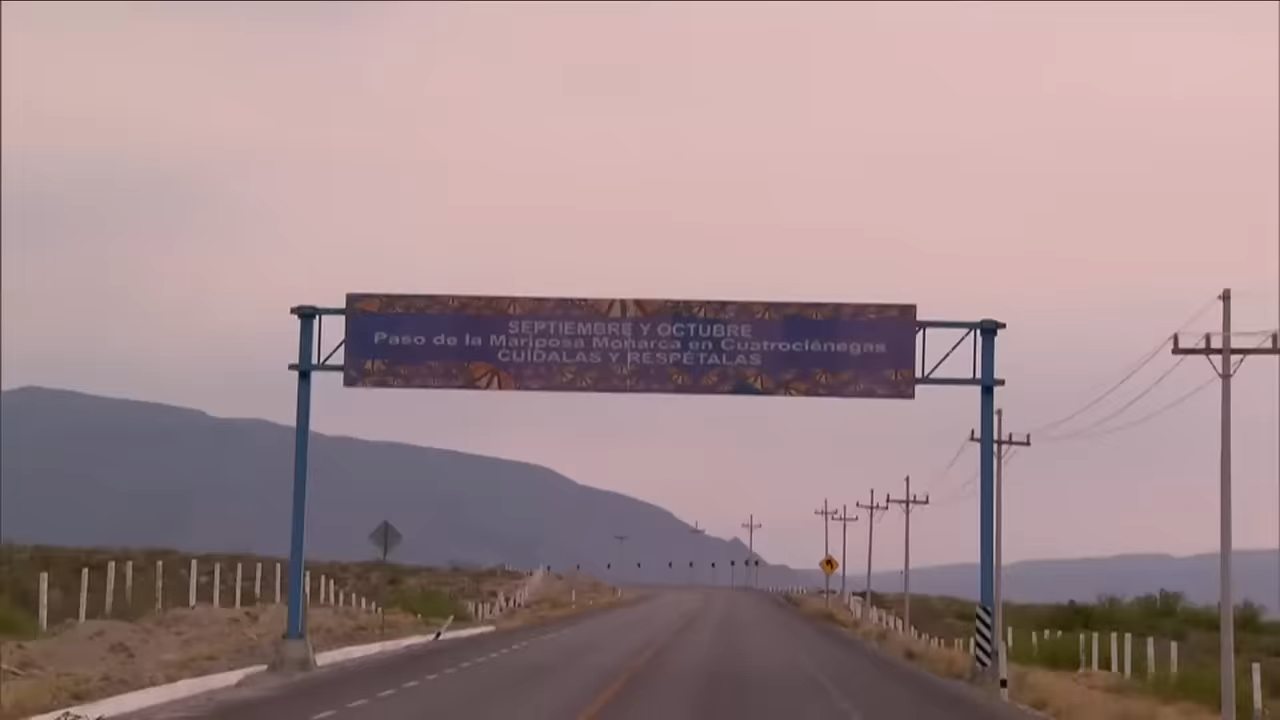 SEPTIEMBRE Y OCTUBRE
Paso de la Mariposa Monarca en Cuatrociénegas
CUÍDALAS Y RESPÉTALAS